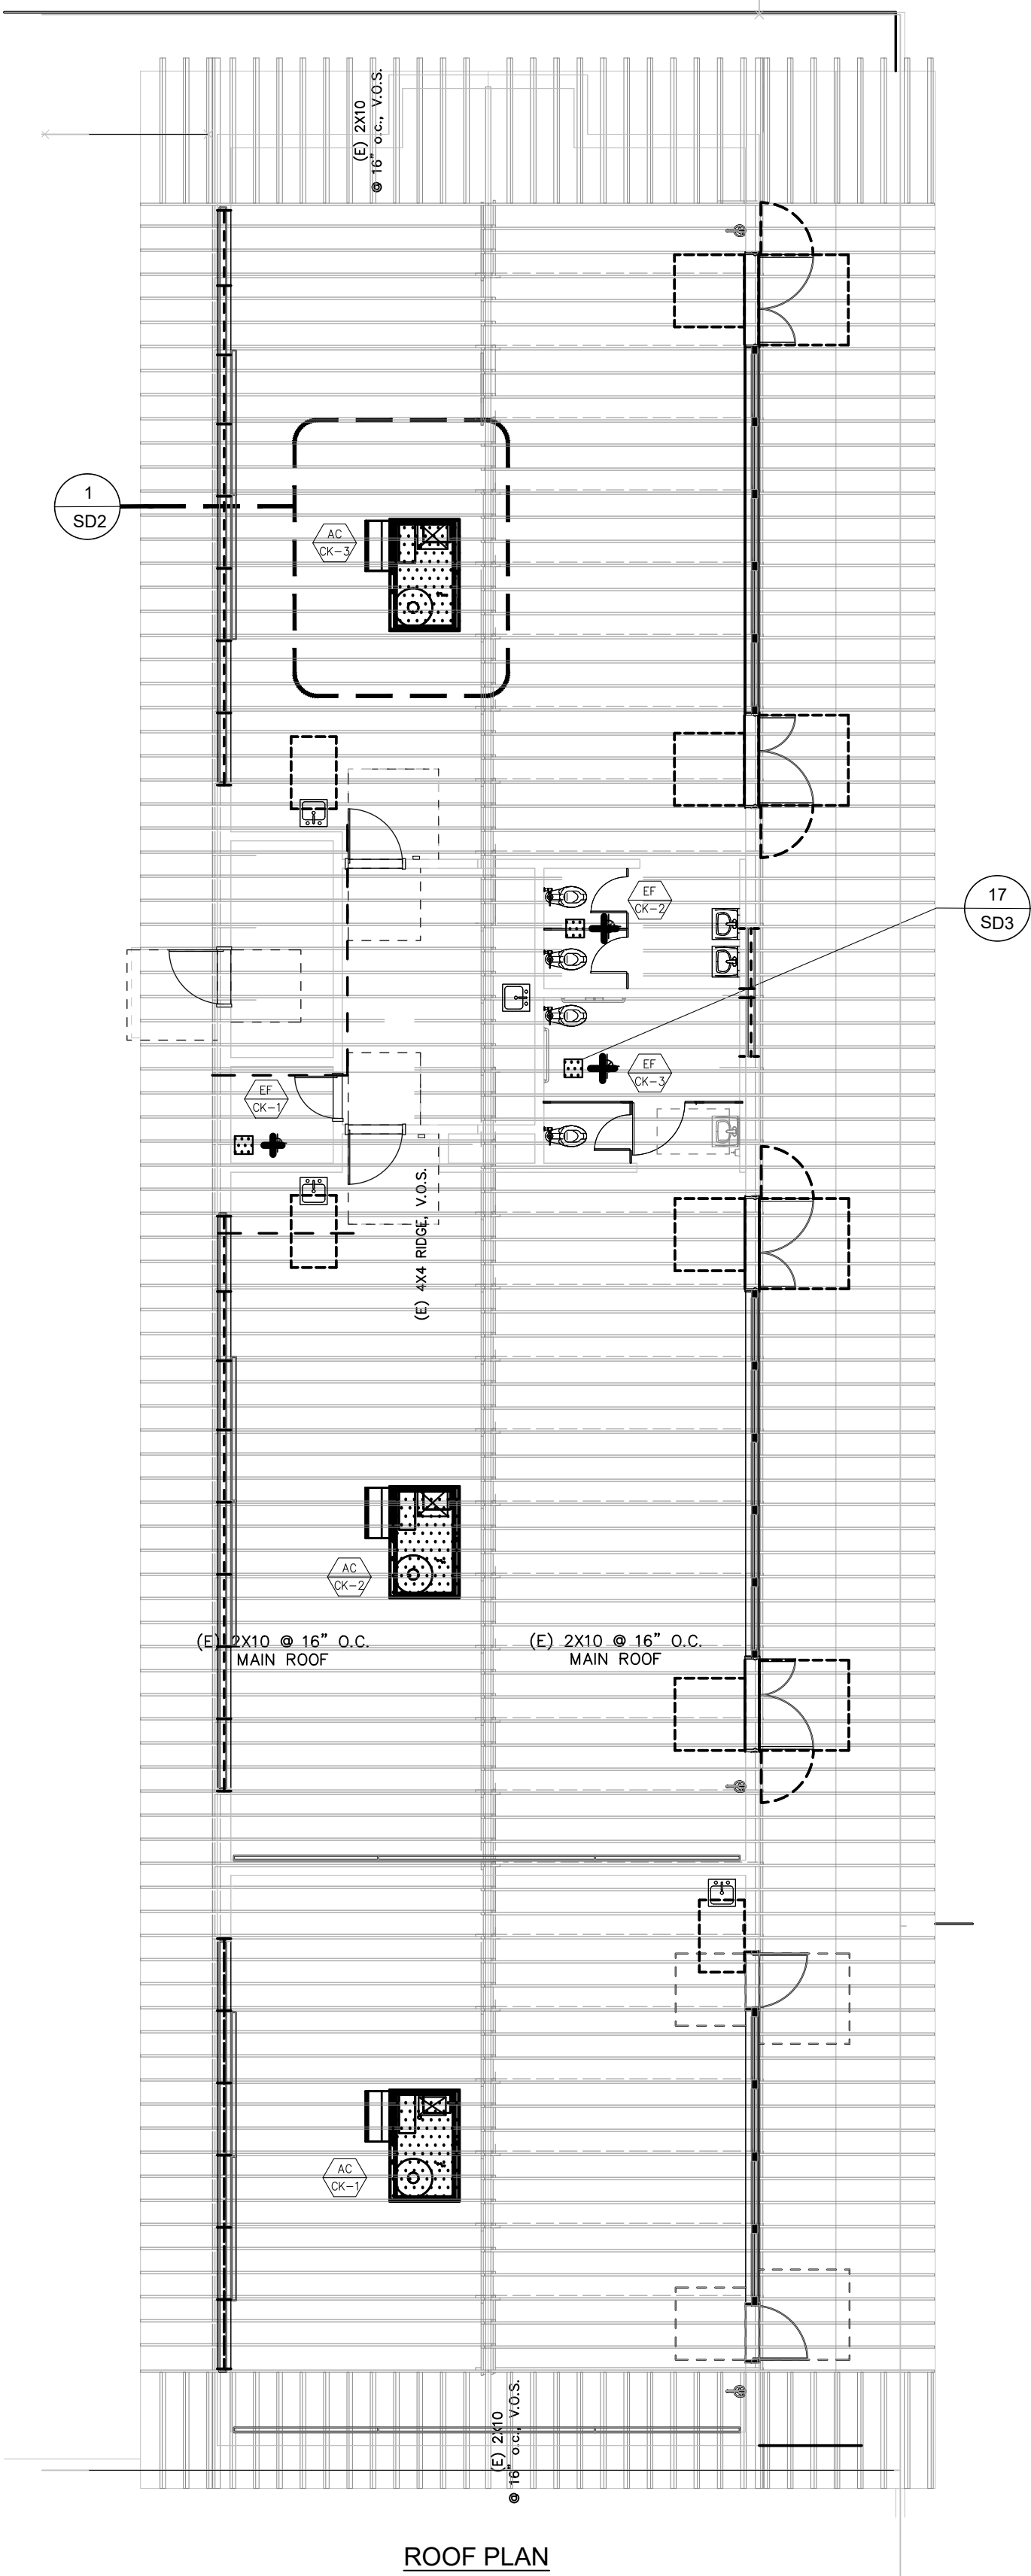 (E) 2X10
@ 16" o.c., V.O.S.
1
SD2
AC
CK-3
EF
CK-2
17
SD3
EF
CK-3
EF
CK-1
(E) 4X4 RIDGE, V.O.S.
AC
CK-2
(E) 2X10 @ 16" O.C.
MAIN ROOF
(E) 2X10 @ 16" O.C.
MAIN ROOF
AC
CK-1
(E) 2X10
@ 16" o.c., V.O.S.
ROOF PLAN